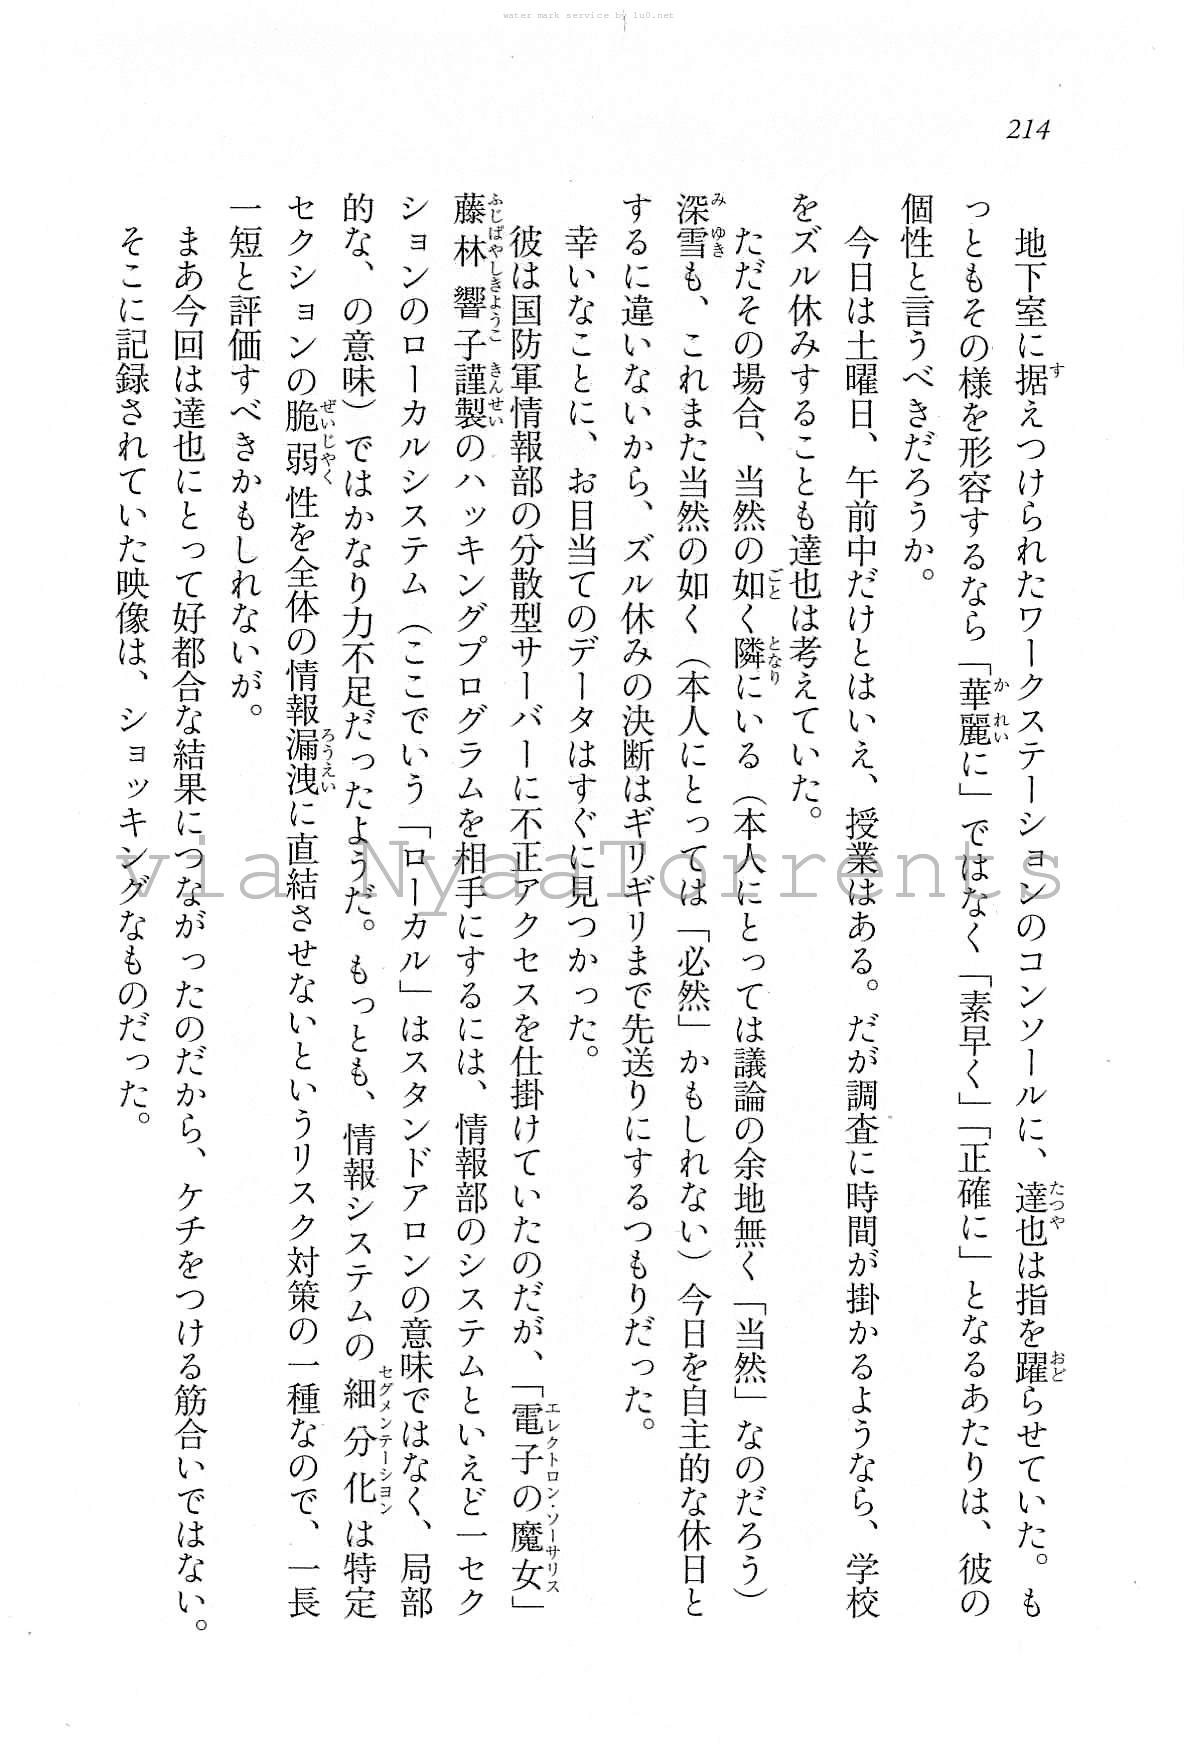 water mark service by 1u0.net
214
地下室に据えつけられたワークステーションのコンソールに、達也は指を躍らせていた。も
っともその様を形容するなら「華麗に」ではなく「素早く」「正確に」となるあたりは、彼の
個性と言うべきだろうか。
今日は土曜日、午前中だけとはいえ、授業はある。だが調査に時間が掛かるようなら、学校
をズル休みすることも達也は考えていた。
ただその場合、当然の如く隣にいる（本人にとっては議論の余地無く「当然」なのだろう）
深雪も、これまた当然の如く（本人にとっては「必然」かもしれない）今日を自主的な休日と
するに違いないから、ズル休みの決断はギリギリまで先送りにするつもりだった。
幸いなことに、お目当てのデータはすぐに見つかった。
彼は国防軍情報部の分散型サーバーに不正アクセスを仕掛けていたのだが、「電子の魔女」
藤林響子謹製のハッキングプログラムを相手にするには、情報部のシステムといえど一セク
ションのローカルシステム（ここでいう「ローカル」はスタンドアロンの意味ではなく、局部
的な、の意味）ではかなり力不足だったようだ。もっとも、情報システムの細分化は特定
セクションの脆弱性を全体の情報漏洩に直結させないというリスク対策の一種なので、一長
一短と評価すべきかもしれないが。
まあ今回は達也にとって好都合な結果につながったのだから、ケチをつける筋合いではない。
そこに記録されていた映像は、ショッキングなものだった。
via NyaaTorrents